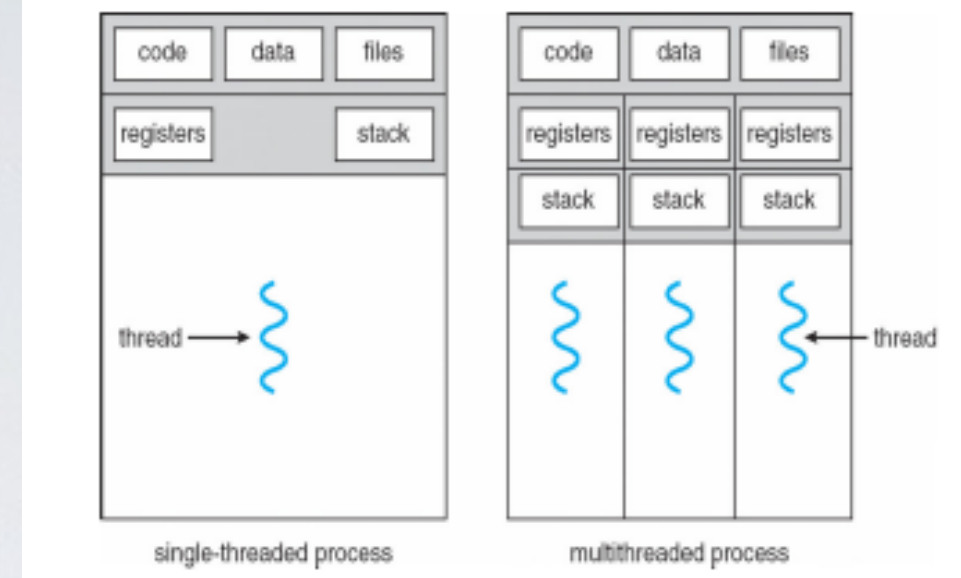 code data files code data files
registers stack registers registers registers
stack stack stack
thread thread
single-threaded process multithreaded process